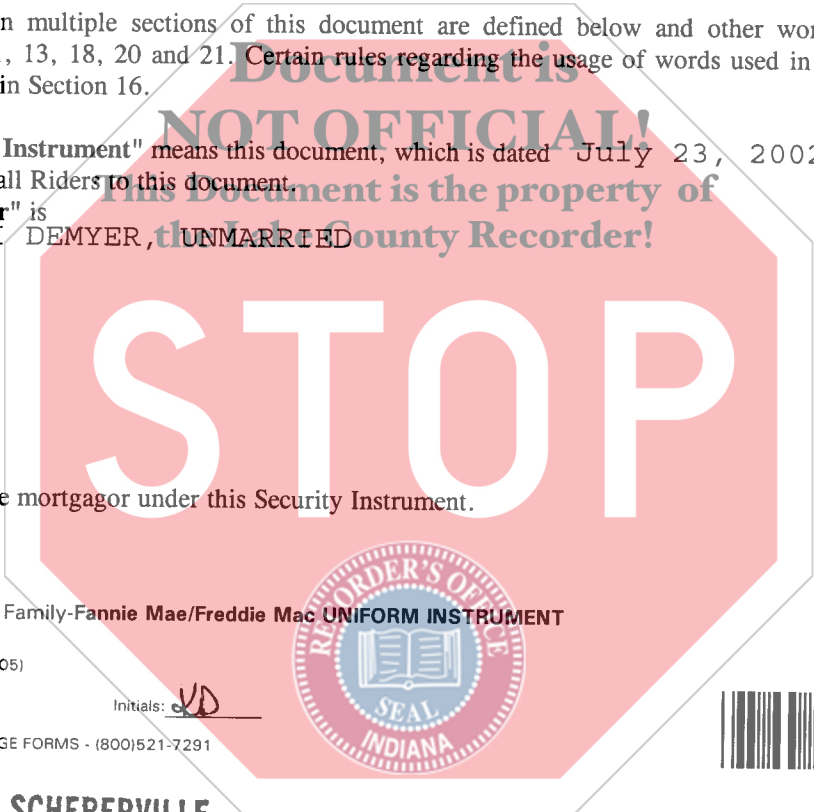 n multiple sections of this document are defined below and other wor
, 13, 18, 20 and 21. Certain rules regarding the usage of words used in
in Section 16.
Document is
NOT OFFICIAL!
This Document is the property of
the Lake County Recorder!
Instrument" means this document, which is dated July 23, 2002
all Riders to this document.
r" is
DEMYER, UNMARRIED
STOP
e mortgagor under this Security Instrument.
RECORDER'S OFFICE
SEAL
INDIANA
Family-Fannie Mae/Freddie Mac UNIFORM INSTRUMENT
05)
Initials: KD
GE FORMS - (800)521-7291
SCHERERVILLE